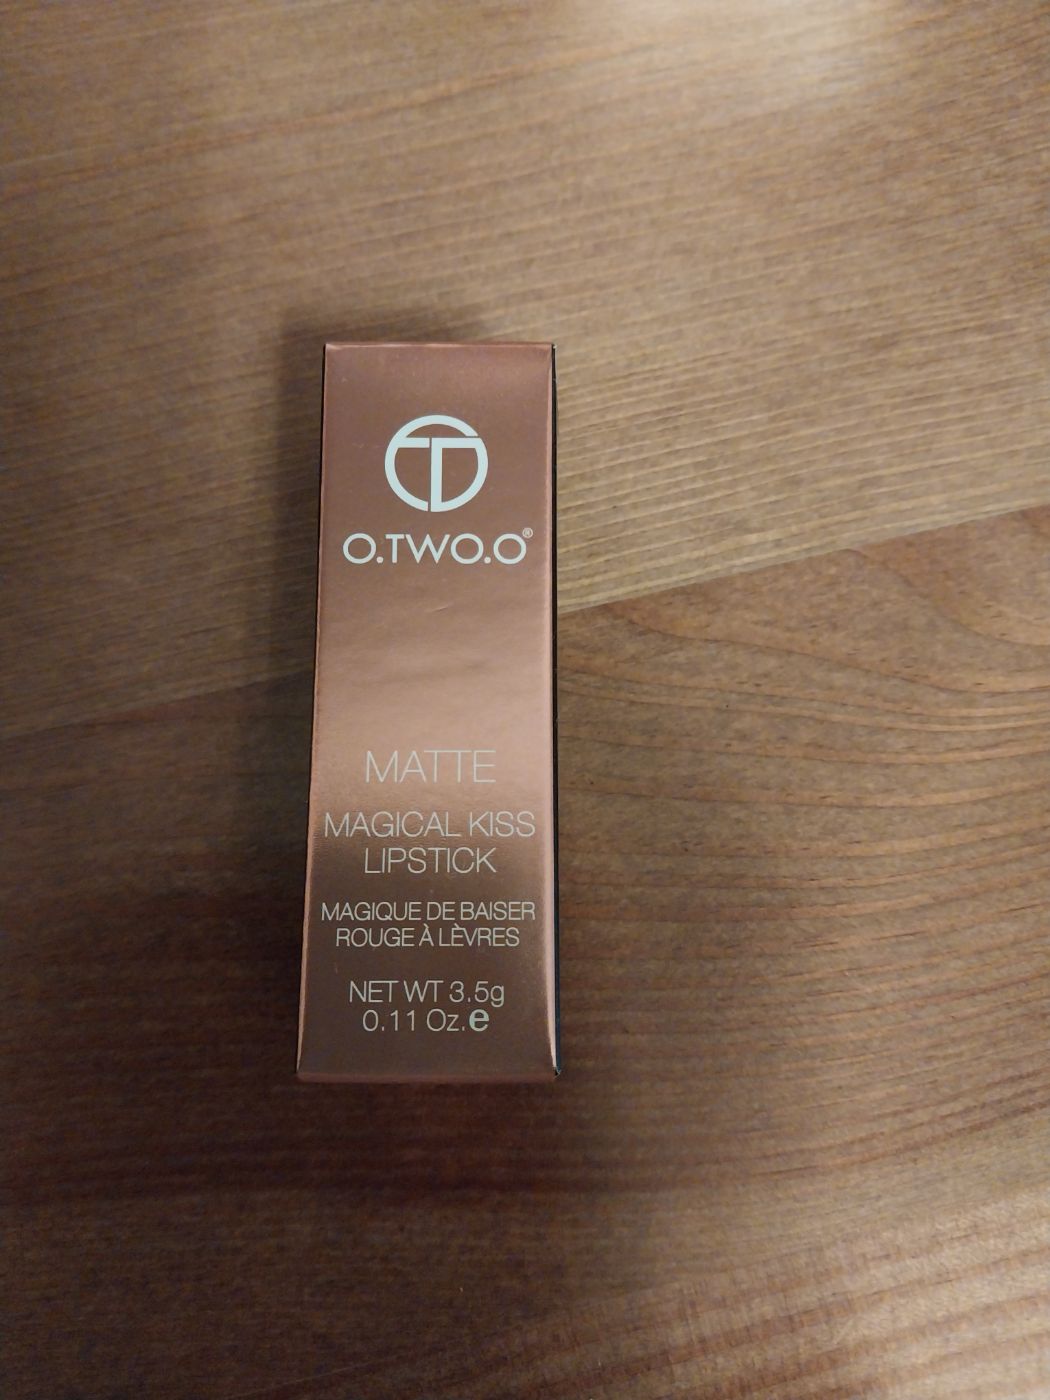 O.TWO.O®
MATTE
MAGICAL KISS
LIPSTICK
MAGIQUE DE BAISER
ROUGE À LÈVRES
NET WT 3.5g
0.11 Oz.e